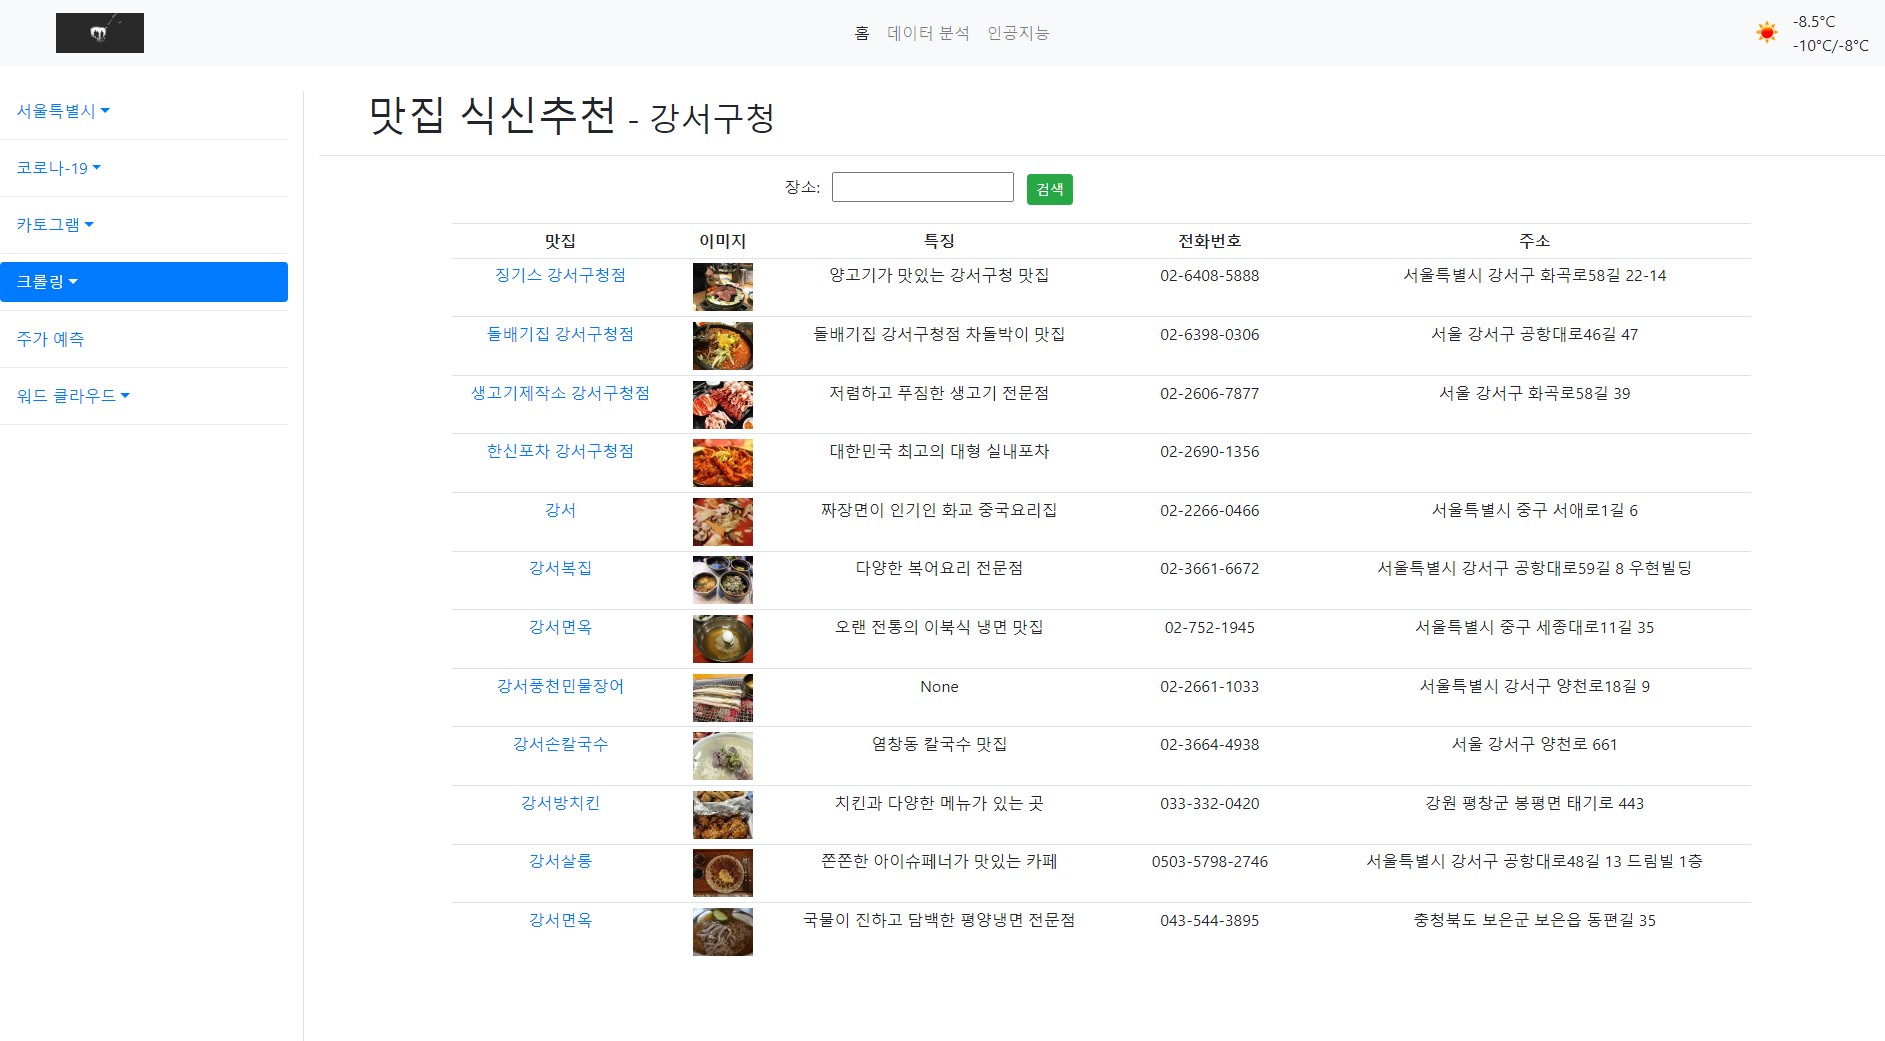 홈 데이터 분석 인공지능
-8.5°C
-10°C/-8°C
서울특별시
코로나-19
카토그램
크롤링
주가 예측
워드 클라우드
맛집 식신추천 - 강서구청
장소: 검색
맛집 이미지 특징 전화번호 주소
징기스 강서구청점 양고기가 맛있는 강서구청 맛집 02-6408-5888 서울특별시 강서구 화곡로58길 22-14
돌배기집 강서구청점 돌배기집 강서구청점 차돌박이 맛집 02-6398-0306 서울 강서구 공항대로46길 47
생고기제작소 강서구청점 저렴하고 푸짐한 생고기 전문점 02-2606-7877 서울 강서구 화곡로58길 39
한신포차 강서구청점 대한민국 최고의 대형 실내포차 02-2690-1356
강서 짜장면이 인기인 화교 중국요리집 02-2266-0466 서울특별시 중구 서애로1길 6
강서복집 다양한 복어요리 전문점 02-3661-6672 서울특별시 강서구 공항대로59길 8 우현빌딩
강서면옥 오랜 전통의 이북식 냉면 맛집 02-752-1945 서울특별시 중구 세종대로11길 35
강서풍천민물장어 None 02-2661-1033 서울특별시 강서구 양천로18길 9
강서손칼국수 염창동 칼국수 맛집 02-3664-4938 서울 강서구 양천로 661
강서방치킨 치킨과 다양한 메뉴가 있는 곳 033-332-0420 강원 평창군 봉평면 태기로 443
강서살롱 쫀쫀한 아이슈페너가 맛있는 카페 0503-5798-2746 서울특별시 강서구 공항대로48길 13 드림빌 1층
강서면옥 국물이 진하고 담백한 평양냉면 전문점 043-544-3895 충청북도 보은군 보은읍 동편길 35